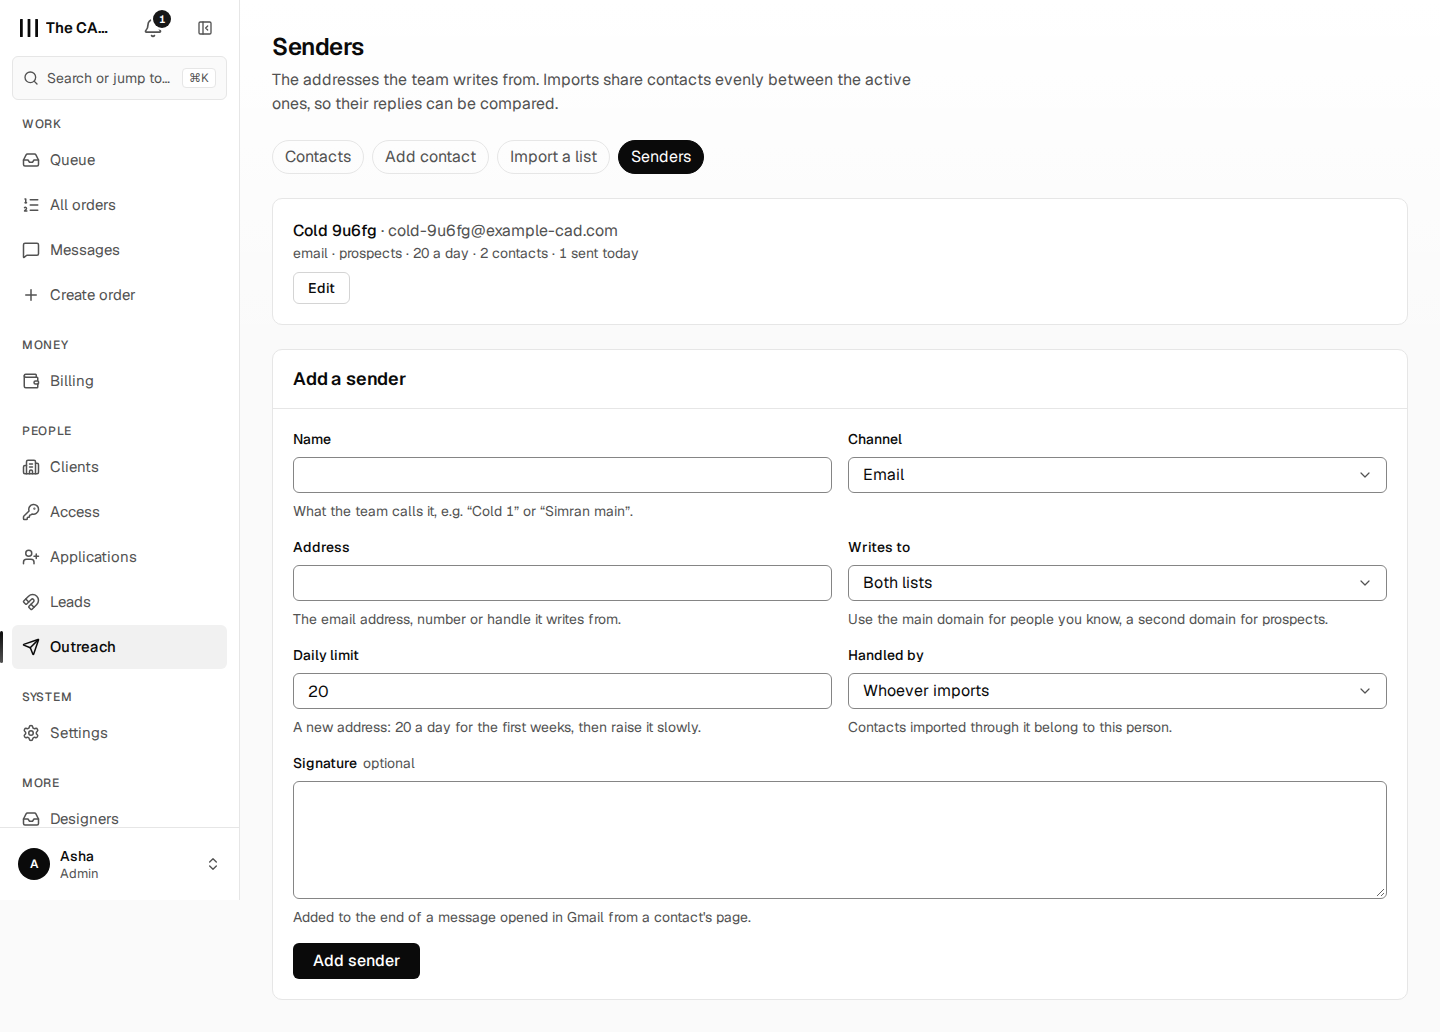 The CA...
1
Search or jump to... ⌘K
WORK
Queue
All orders
Messages
Create order
MONEY
Billing
PEOPLE
Clients
Access
Applications
Leads
Outreach
SYSTEM
Settings
MORE
Designers
A
Asha
Admin
Senders
The addresses the team writes from. Imports share contacts evenly between the active
ones, so their replies can be compared.
Contacts Add contact Import a list Senders
Cold 9u6fg · cold-9u6fg@example-cad.com
email · prospects · 20 a day · 2 contacts · 1 sent today
Edit
Add a sender
Name
What the team calls it, e.g. “Cold 1” or “Simran main”.
Channel
Email
Address
The email address, number or handle it writes from.
Writes to
Both lists
Use the main domain for people you know, a second domain for prospects.
Daily limit
20
A new address: 20 a day for the first weeks, then raise it slowly.
Handled by
Whoever imports
Contacts imported through it belong to this person.
Signature optional
Added to the end of a message opened in Gmail from a contact's page.
Add sender